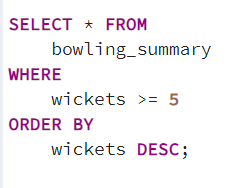 SELECT * FROM
    bowling_summary
WHERE
    wickets >= 5
ORDER BY
    wickets DESC;